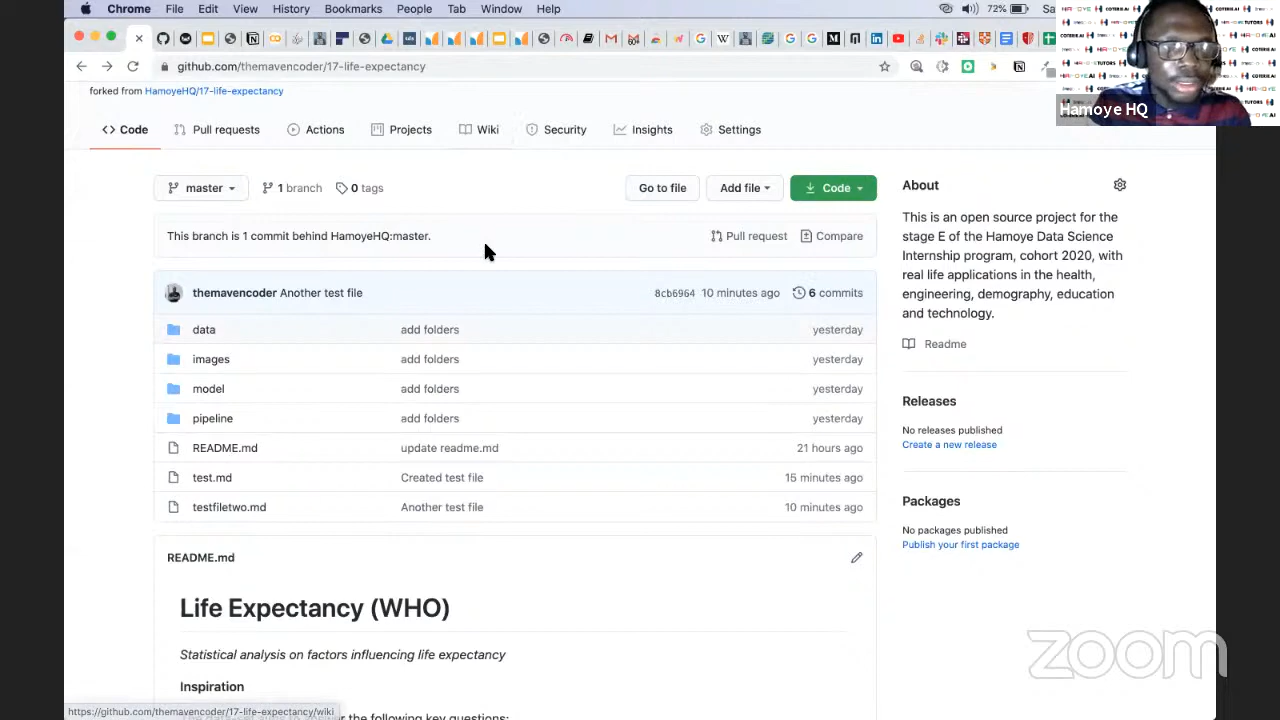 Chrome File Edit View History Bookm Tab Window Help 72% Sa
github.com/themavencoder/17-life-expectancy
forked from HamoyeHQ/17-life-expectancy
Code Pull requests Actions Projects Wiki Security Insights Settings
Hamoye HQ
master 1 branch 0 tags Go to file Add file Code
This branch is 1 commit behind HamoyeHQ:master. Pull request Compare
themavencoder Another test file 8cb6964 10 minutes ago 6 commits
data add folders yesterday
images add folders yesterday
model add folders yesterday
pipeline add folders yesterday
README.md update readme.md 21 hours ago
test.md Created test file 15 minutes ago
testfiletwo.md Another test file 10 minutes ago
About
This is an open source project for the
stage E of the Hamoye Data Science
Internship program, cohort 2020, with
real life applications in the health,
engineering, demography, education
and technology.
Readme
Releases
No releases published
Create a new release
Packages
No packages published
Publish your first package
README.md
Life Expectancy (WHO)
Statistical analysis on factors influencing life expectancy
Inspiration
the following key questions:
https://github.com/themavencoder/17-life-expectancy/wiki
zoom